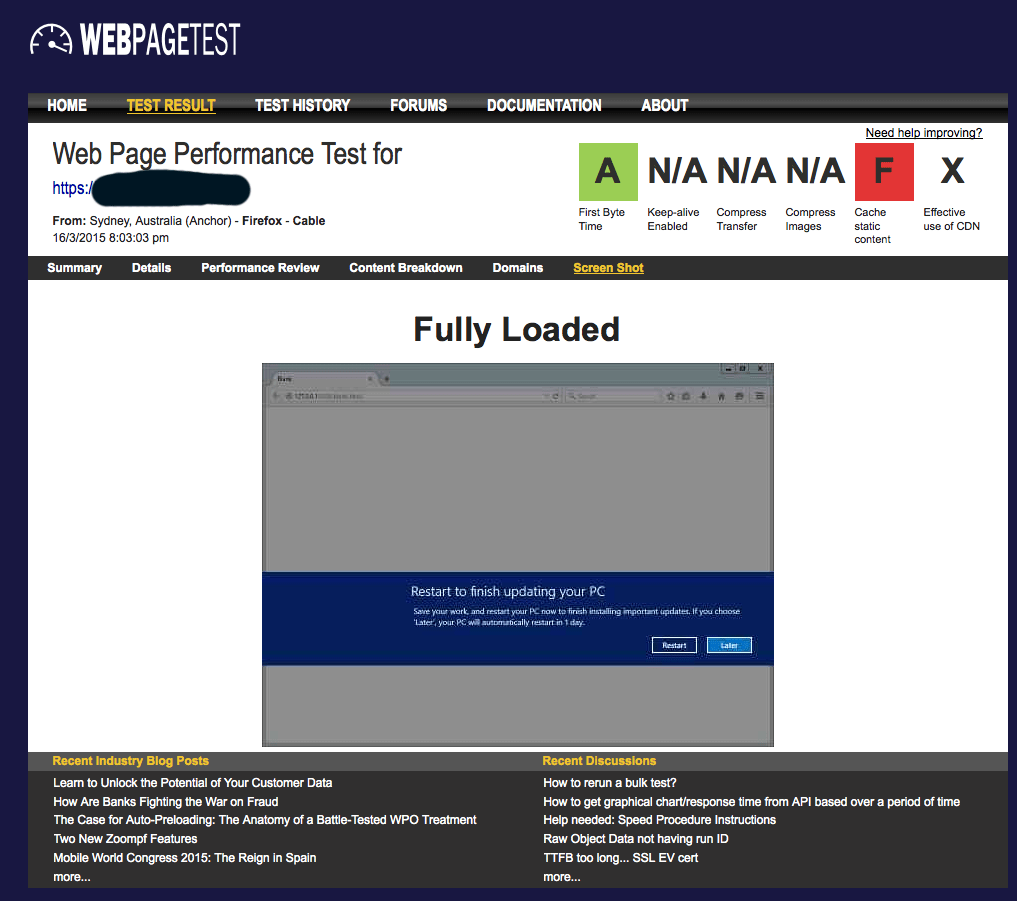 WEBPAGETEST
HOME TEST RESULT TEST HISTORY FORUMS DOCUMENTATION ABOUT
Need help improving?
Web Page Performance Test for
https:/
From: Sydney, Australia (Anchor) - Firefox - Cable
16/3/2015 8:03:03 pm
A N/A N/A N/A F X
First Byte Time
Keep-alive Enabled
Compress Transfer
Compress Images
Cache static content
Effective use of CDN
Summary Details Performance Review Content Breakdown Domains Screen Shot
Fully Loaded
Restart to finish updating your PC
Save your work, and restart your PC now to finish installing important updates. If you choose
'Later', your PC will automatically restart in 1 day.
Restart Later
Recent Industry Blog Posts
Learn to Unlock the Potential of Your Customer Data
How Are Banks Fighting the War on Fraud
The Case for Auto-Preloading: The Anatomy of a Battle-Tested WPO Treatment
Two New Zoompf Features
Mobile World Congress 2015: The Reign in Spain
more...
Recent Discussions
How to rerun a bulk test?
How to get graphical chart/response time from API based over a period of time
Help needed: Speed Procedure Instructions
Raw Object Data not having run ID
TTFB too long... SSL EV cert
more...